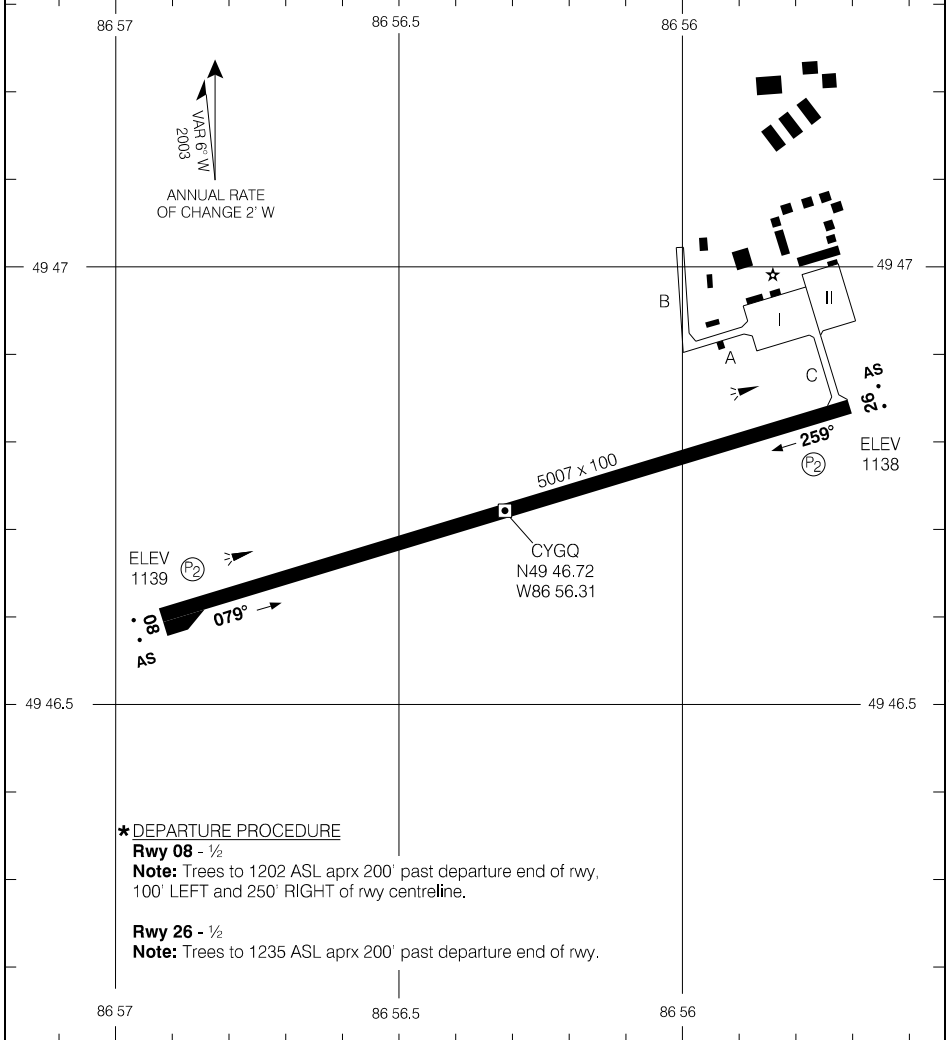 86 57
86 56.5
86 56
VAR 6° W
2003
ANNUAL RATE
OF CHANGE 2' W
49 47
49 47
B
I
II
A
C
AS
26
259°
P2
ELEV
1138
5007 x 100
CYGQ
N49 46.72
W86 56.31
ELEV
1139
P2
079°
08
AS
49 46.5
49 46.5
* DEPARTURE PROCEDURE
Rwy 08 - ½
Note: Trees to 1202 ASL aprx 200' past departure end of rwy,
100' LEFT and 250' RIGHT of rwy centreline.
Rwy 26 - ½
Note: Trees to 1235 ASL aprx 200' past departure end of rwy.
86 57
86 56.5
86 56